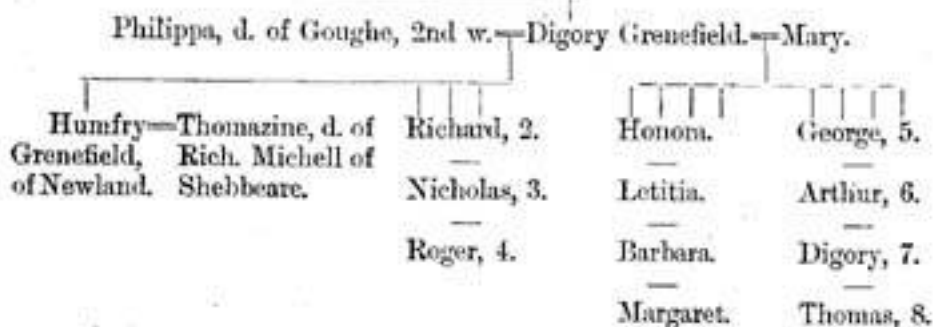 Philippa, d. of Goughe, 2nd w.=Digory Grenefield.=Mary.
Humfry=Thomazine, d. of Richard, 2. Honom. George, 5.
Grenefield, Rich. Michell of — — —
of Newland. Shebbeare. Nicholas, 3. Letitia. Arthur, 6.
— — —
Roger, 4. Barbara. Digory, 7.
— —
Margaret. Thomas, 8.